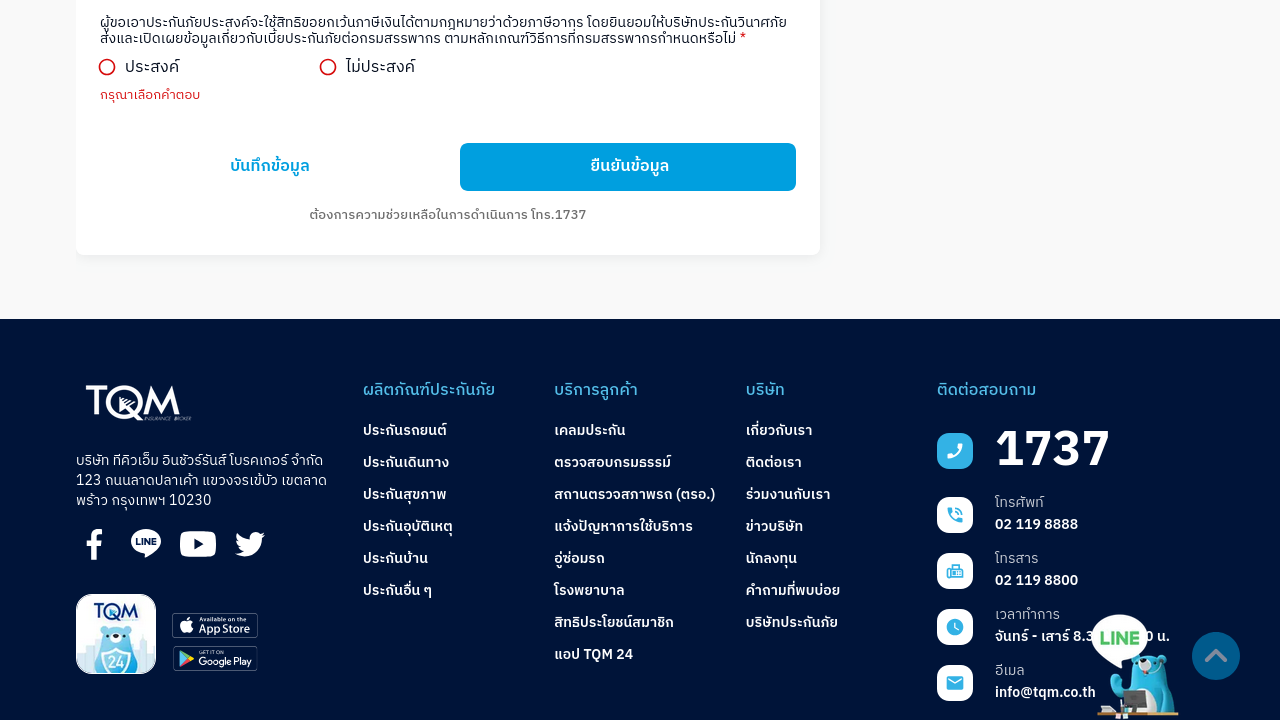 ผู้ขอเอาประกันภัยประสงค์จะใช้สิทธิขอยกเว้นภาษีเงินได้ตามกฎหมายว่าด้วยภาษีอากร โดยยินยอมให้บริษัทประกันวินาศภัย
ส่งและเปิดเผยข้อมูลเกี่ยวกับเบี้ยประกันภัยต่อกรมสรรพากร ตามหลักเกณฑ์วิธีการที่กรมสรรพากรกำหนดหรือไม่ *
ประสงค์
ไม่ประสงค์
กรุณาเลือกคำตอบ
บันทึกข้อมูล
ยืนยันข้อมูล
ต้องการความช่วยเหลือในการดำเนินการ โทร.1737
TQM
INSURANCE BROKER
บริษัท ทีคิวเอ็ม อินชัวร์รันส์ โบรคเกอร์ จำกัด
123 ถนนลาดปลาเค้า แขวงจรเข้บัว เขตลาด
พร้าว กรุงเทพฯ 10230
LINE
TQM
24
Available on the
App Store
GET IT ON
Google Play
ผลิตภัณฑ์ประกันภัย
ประกันรถยนต์
ประกันเดินทาง
ประกันสุขภาพ
ประกันอุบัติเหตุ
ประกันบ้าน
ประกันอื่น ๆ
บริการลูกค้า
เคลมประกัน
ตรวจสอบกรมธรรม์
สถานตรวจสภาพรถ (ตรอ.)
แจ้งปัญหาการใช้บริการ
อู่ซ่อมรถ
โรงพยาบาล
สิทธิประโยชน์สมาชิก
แอป TQM 24
บริษัท
เกี่ยวกับเรา
ติดต่อเรา
ร่วมงานกับเรา
ข่าวบริษัท
นักลงทุน
คำถามที่พบบ่อย
บริษัทประกันภัย
ติดต่อสอบถาม
1737
โทรศัพท์
02 119 8888
โทรสาร
02 119 8800
เวลาทำการ
จันทร์ - เสาร์ 8.3 0 น.
อีเมล
info@tqm.co.th
LINE